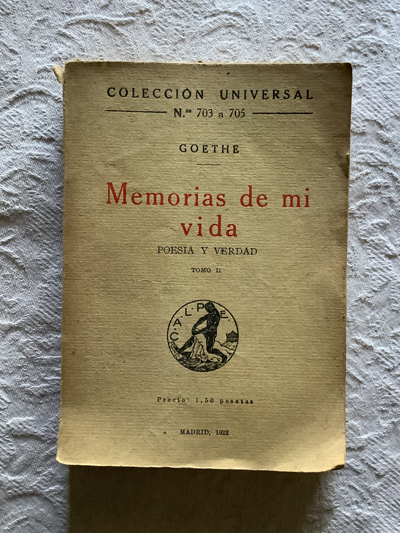 COLECCIÓN UNIVERSAL
N.os 703 a 705
GOETHE
Memorias de mi
vida
POESÍA Y VERDAD
TOMO II
CALPE
Precio: 1,50 pesetas
MADRID, 1922